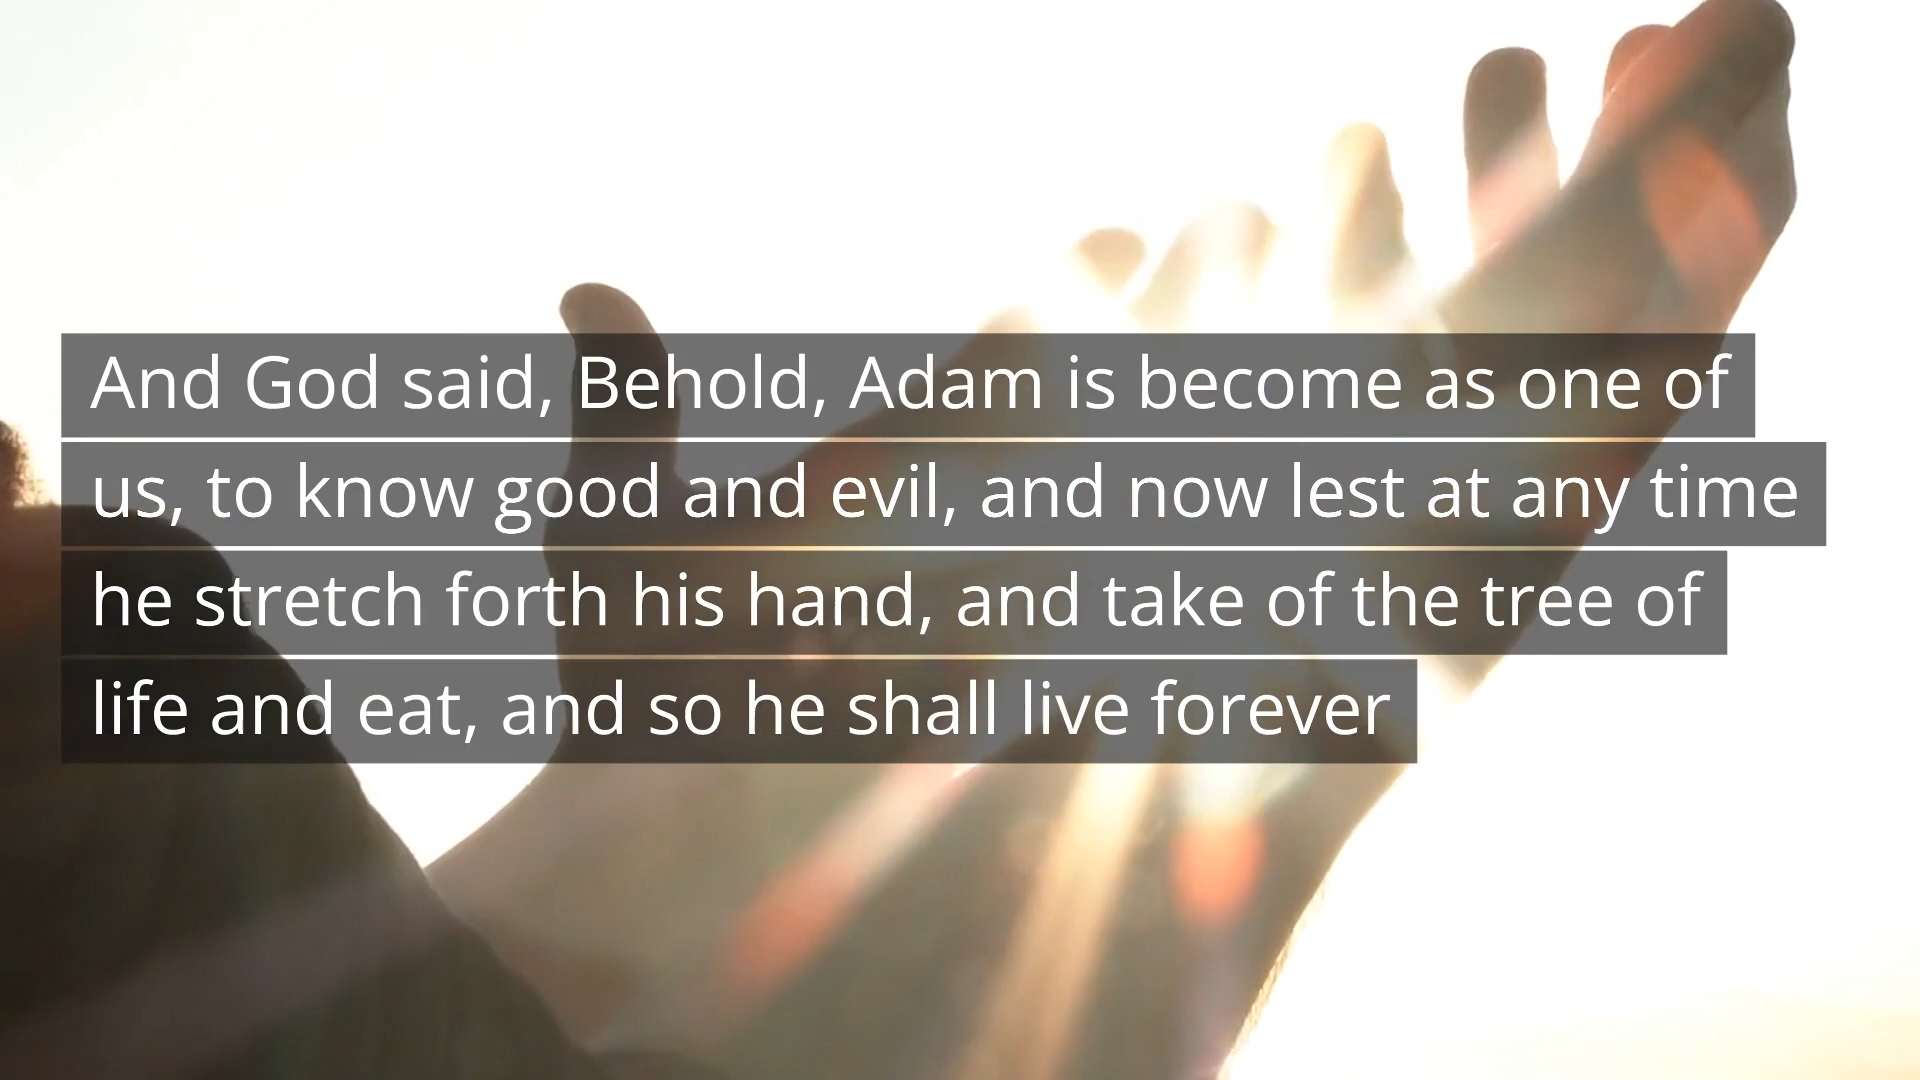 And God said, Behold, Adam is become as one of
us, to know good and evil, and now lest at any time
he stretch forth his hand, and take of the tree of
life and eat, and so he shall live forever